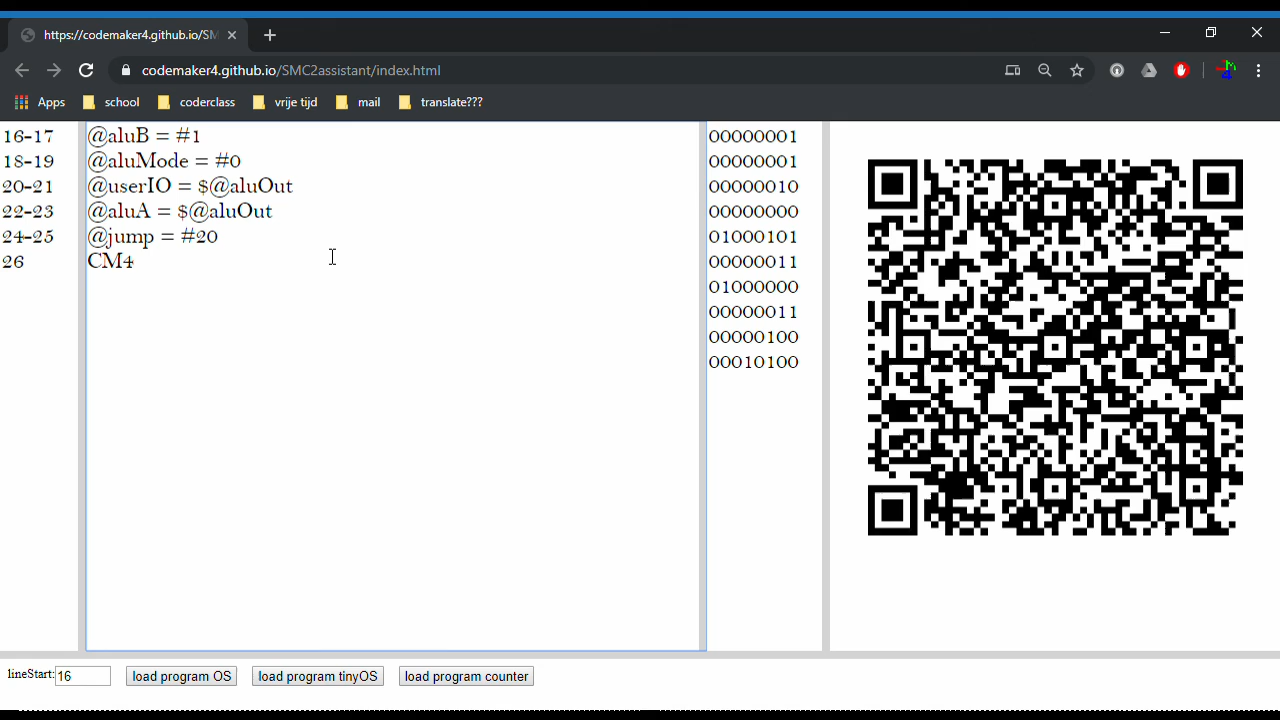 https://codemaker4.github.io/SM
codemaker4.github.io/SMC2assistant/index.html
Apps school coderclass vrije tijd mail translate???
16-17 @aluB = #1 00000001
18-19 @aluMode = #0 00000001
20-21 @userIO = $@aluOut 00000010
22-23 @aluA = $@aluOut 00000000
24-25 @jump = #20 01000101
26 CM4 00000011
01000000
00000011
00000100
00010100
lineStart: 16 load program OS load program tinyOS load program counter